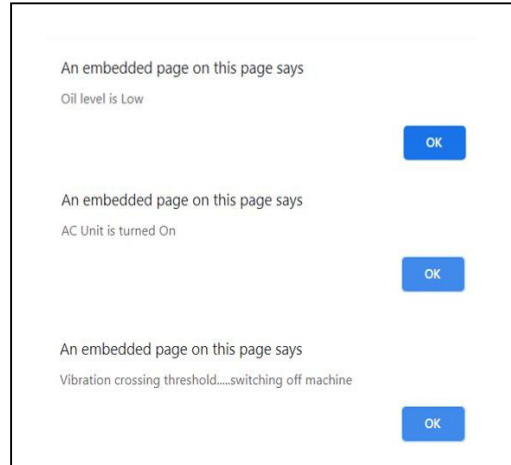 An embedded page on this page says
Oil level is Low
OK
An embedded page on this page says
AC Unit is turned On
OK
An embedded page on this page says
Vibration crossing threshold.....switching off machine
OK